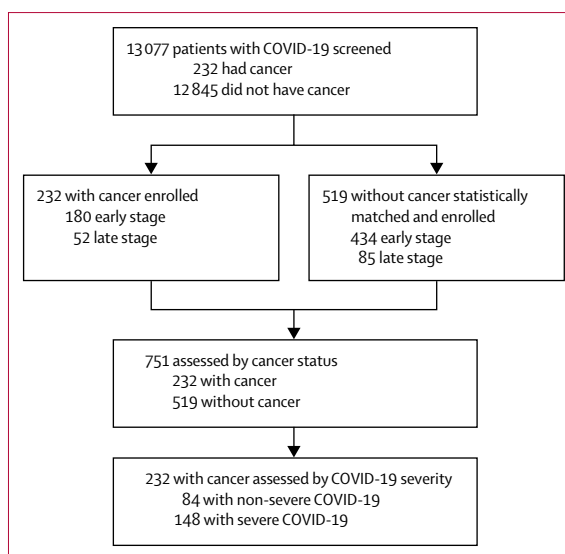 13 077 patients with COVID-19 screened
232 had cancer
12 845 did not have cancer
232 with cancer enrolled
180 early stage
52 late stage
519 without cancer statistically
matched and enrolled
434 early stage
85 late stage
751 assessed by cancer status
232 with cancer
519 without cancer
232 with cancer assessed by COVID-19 severity
84 with non-severe COVID-19
148 with severe COVID-19